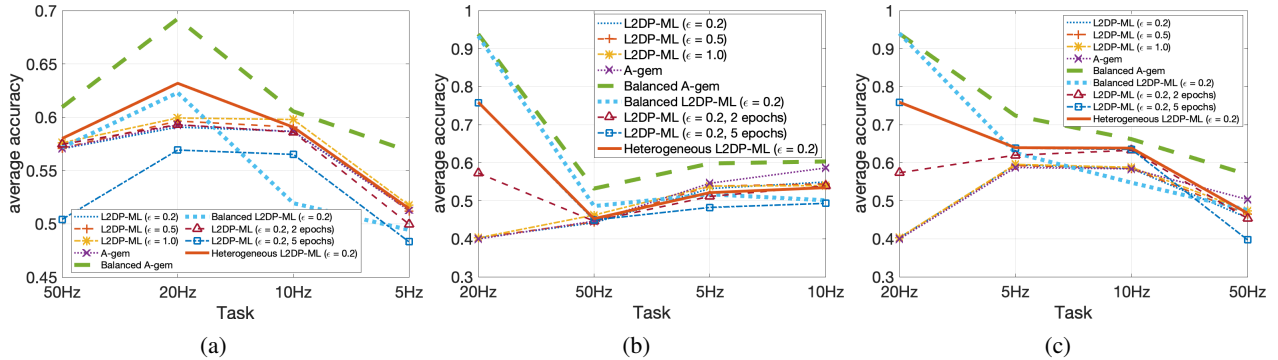 0.7
0.65
0.6
0.55
0.5
0.45
average accuracy
L2DP-ML (ϵ = 0.2)
L2DP-ML (ϵ = 0.5)
L2DP-ML (ϵ = 1.0)
A-gem
Balanced A-gem
Balanced L2DP-ML (ϵ = 0.2)
L2DP-ML (ϵ = 0.2, 2 epochs)
L2DP-ML (ϵ = 0.2, 5 epochs)
Heterogeneous L2DP-ML (ϵ = 0.2)
50Hz 20Hz 10Hz 5Hz
Task
(a)
1
0.9
0.8
0.7
0.6
0.5
0.4
0.3
average accuracy
L2DP-ML (ϵ = 0.2)
L2DP-ML (ϵ = 0.5)
L2DP-ML (ϵ = 1.0)
A-gem
Balanced A-gem
Balanced L2DP-ML (ϵ = 0.2)
L2DP-ML (ϵ = 0.2, 2 epochs)
L2DP-ML (ϵ = 0.2, 5 epochs)
Heterogeneous L2DP-ML (ϵ = 0.2)
20Hz 50Hz 5Hz 10Hz
Task
(b)
1
0.9
0.8
0.7
0.6
0.5
0.4
0.3
average accuracy
L2DP-ML (ϵ = 0.2)
L2DP-ML (ϵ = 0.5)
L2DP-ML (ϵ = 1.0)
A-gem
Balanced A-gem
Balanced L2DP-ML (ϵ = 0.2)
L2DP-ML (ϵ = 0.2, 2 epochs)
L2DP-ML (ϵ = 0.2, 5 epochs)
Heterogeneous L2DP-ML (ϵ = 0.2)
20Hz 5Hz 10Hz 50Hz
Task
(c)